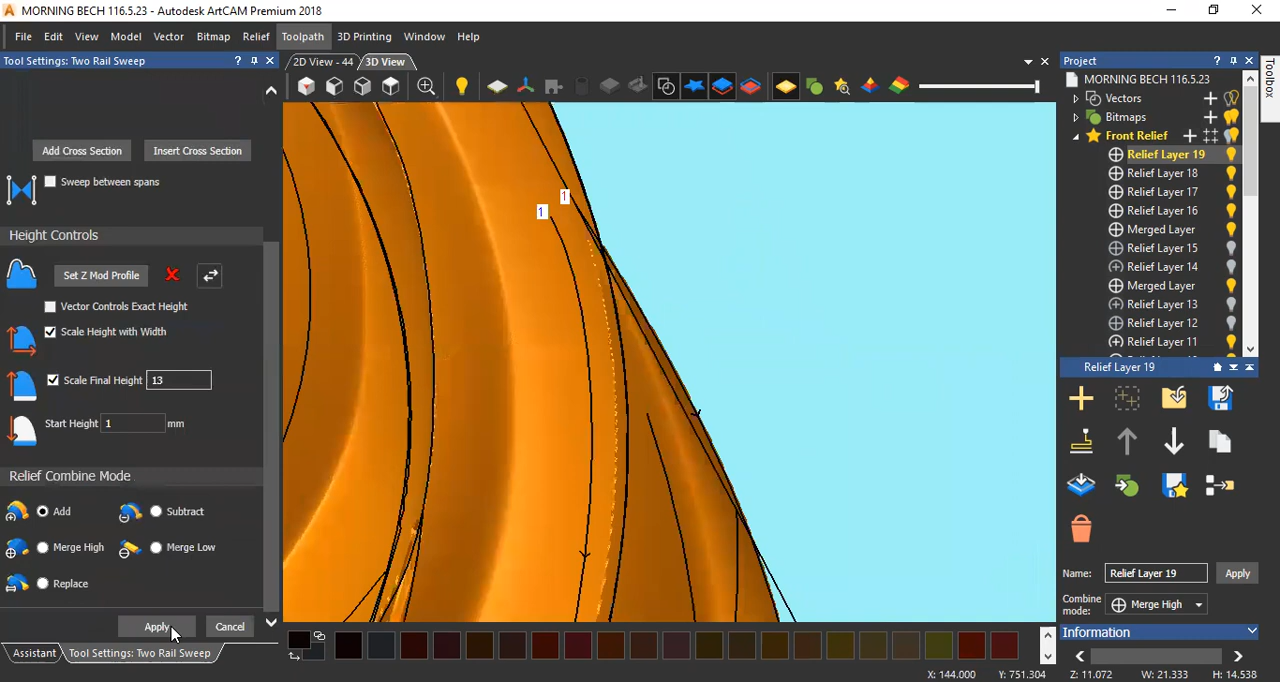 MORNING BECH 116.5.23 - Autodesk ArtCAM Premium 2018
File Edit View Model Vector Bitmap Relief Toolpath 3D Printing Window Help
Tool Settings: Two Rail Sweep
2D View - 44 3D View
Add Cross Section Insert Cross Section
Sweep between spans
Height Controls
Set Z Mod Profile
Vector Controls Exact Height
Scale Height with Width
Scale Final Height 13
Start Height 1 mm
Relief Combine Mode
Add Subtract
Merge High Merge Low
Replace
Apply Cancel
Assistant Tool Settings: Two Rail Sweep
1
1
Project
MORNING BECH 116.5.23
Vectors
Bitmaps
Front Relief
Relief Layer 19
Relief Layer 18
Relief Layer 17
Relief Layer 16
Merged Layer
Relief Layer 15
Relief Layer 14
Merged Layer
Relief Layer 13
Relief Layer 12
Relief Layer 11
Relief Layer 19
Name: Relief Layer 19 Apply
Combine mode: Merge High
Information
X: 144.000 Y: 751.304 Z: 11.072 W: 21.333 H: 14.538
Toolbox